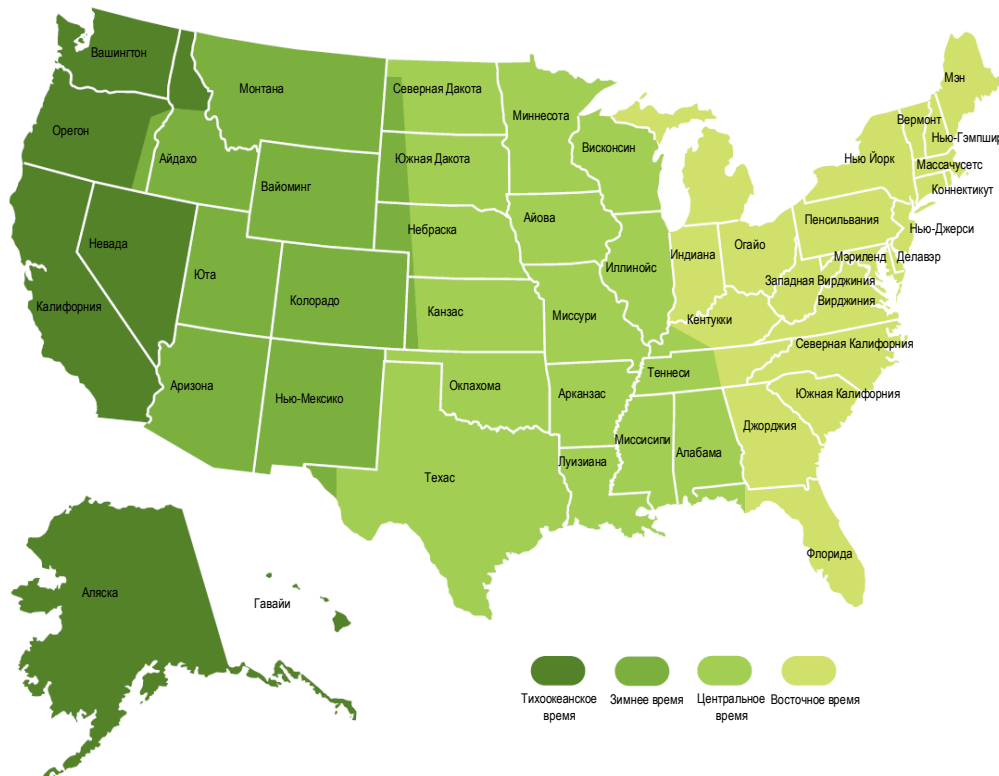 Вашингтон
Монтана
Северная Дакота
Миннесота
Мэн
Вермонт
Нью-Гэмпшир
Орегон
Айдахо
Южная Дакота
Висконсин
Нью Йорк
Массачусетс
Вайоминг
Коннектикут
Айова
Пенсильвания
Нью-Джерси
Невада
Небраска
Огайо
Индиана
Мэриленд
Делавэр
Юта
Иллинойс
Западная Вирджиния
Калифорния
Колорадо
Канзас
Миссури
Вирджиния
Кентукки
Северная Калифорния
Аризона
Нью-Мексико
Оклахома
Арканзас
Теннеси
Южная Калифорния
Джорджия
Миссисипи
Алабама
Луизиана
Техас
Флорида
Аляска
Гавайи
Тихоокеанское
время
Зимнее время
Центральное
время
Восточное время